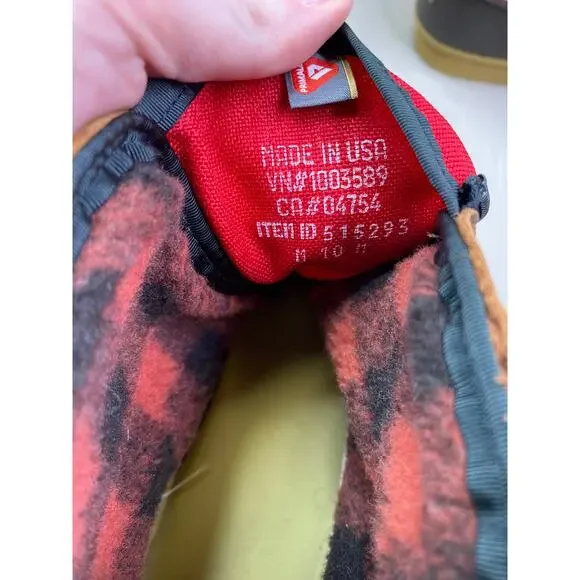 MADE IN USA
VN#1003589
CA#04754
ITEM ID 515293
M 10 M